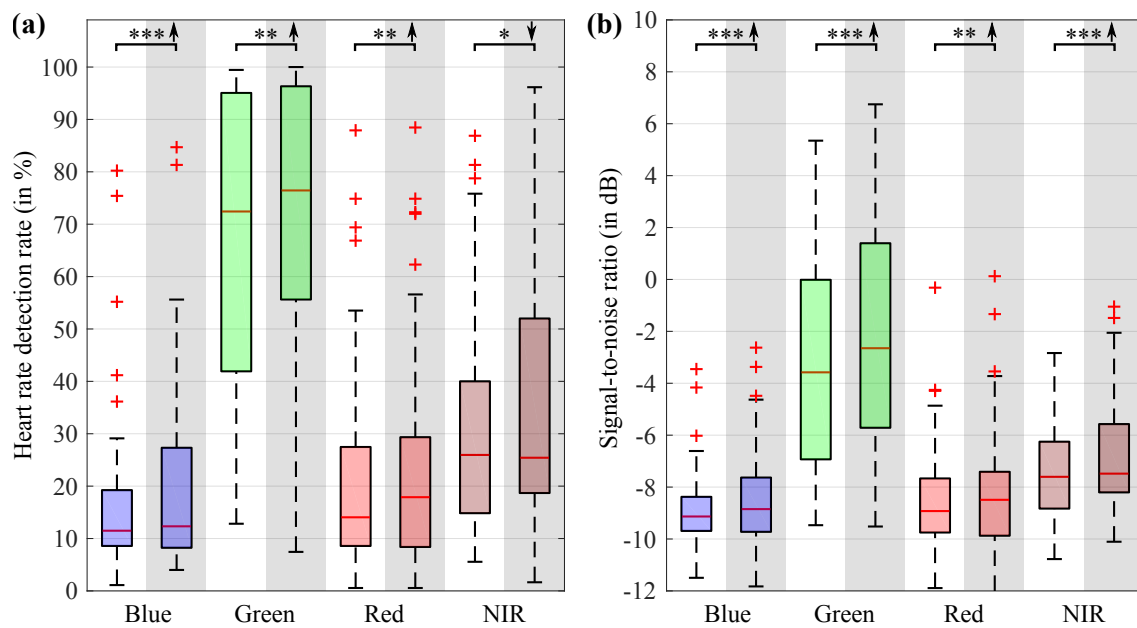 (a)
Heart rate detection rate (in %)
100
90
80
70
60
50
40
30
20
10
0
*** ** ** *
Blue Green Red NIR
(b)
Signal-to-noise ratio (in dB)
10
8
6
4
2
0
-2
-4
-6
-8
-10
-12
*** *** ** ***
Blue Green Red NIR